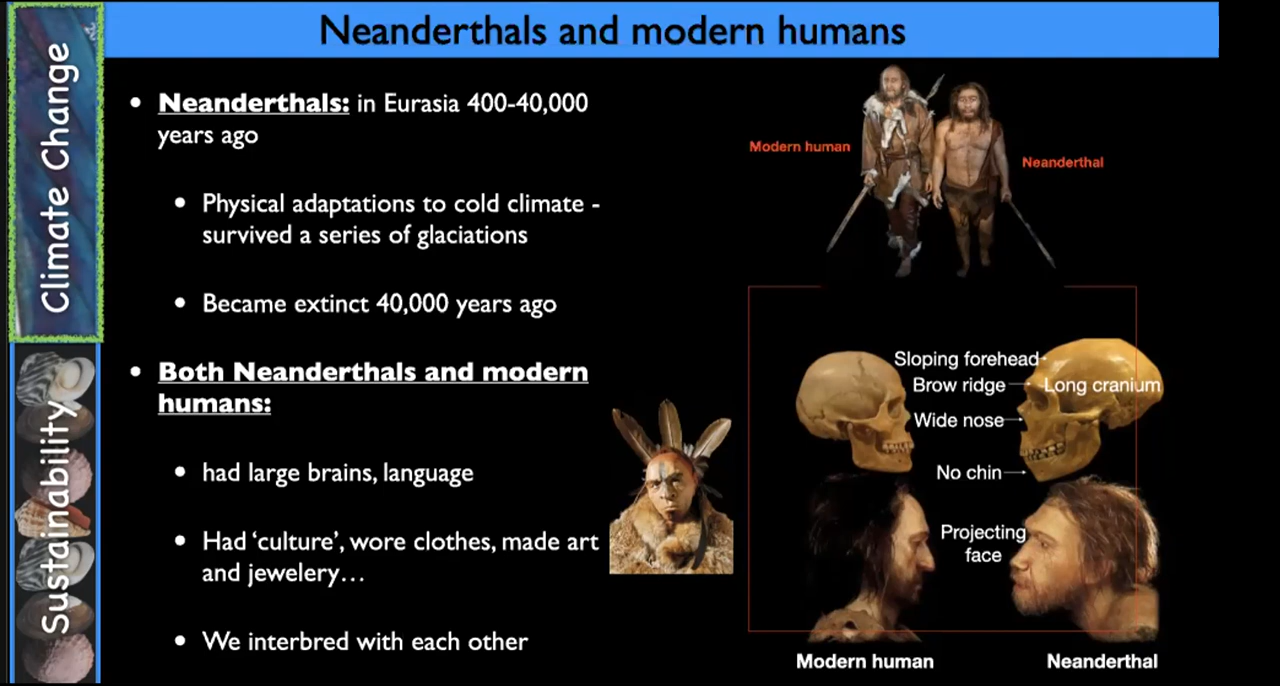 Neanderthals and modern humans
Climate Change
Sustainability
• Neanderthals: in Eurasia 400-40,000
years ago
• Physical adaptations to cold climate -
survived a series of glaciations
• Became extinct 40,000 years ago
• Both Neanderthals and modern
humans:
• had large brains, language
• Had ‘culture’, wore clothes, made art
and jewelery…
• We interbred with each other
Modern human
Neanderthal
Sloping forehead
Brow ridge
Long cranium
Wide nose
No chin
Projecting
face
Modern human
Neanderthal